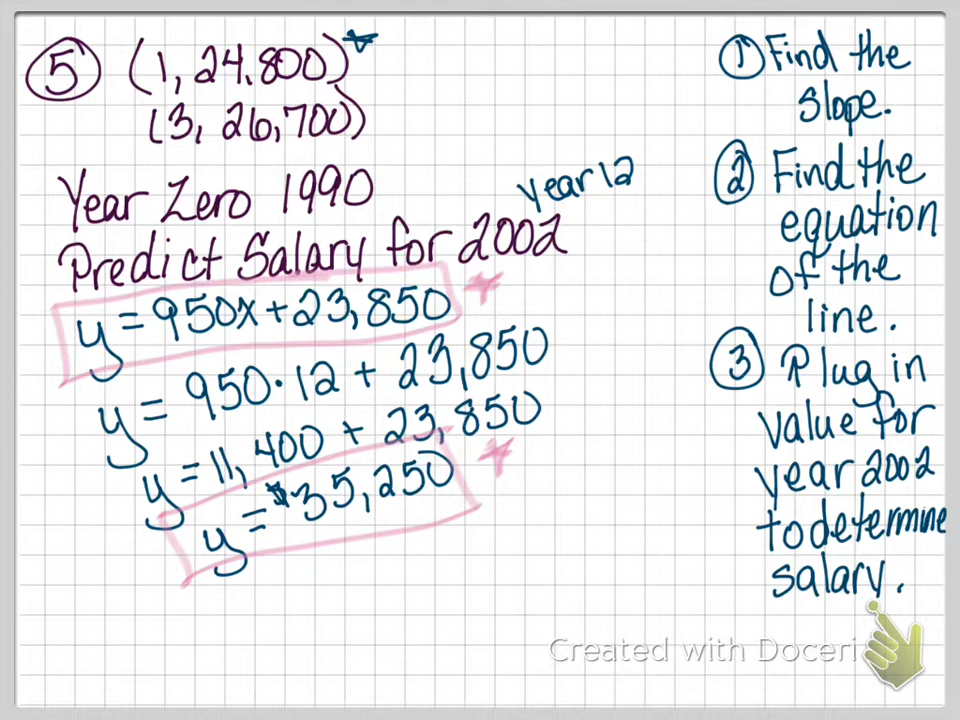 5 (1, 24,800)
(3, 26,700)
Year Zero 1990
year 12
Predict Salary for 2002
y = 950x + 23,850
y = 950 · 12 + 23,850
y = 11,400 + 23,850
y = $35,250
1 Find the
slope.
2 Find the
equation
of the
line.
3 Plug in
value for
year 2002
to determine
salary.
Created with Doceri